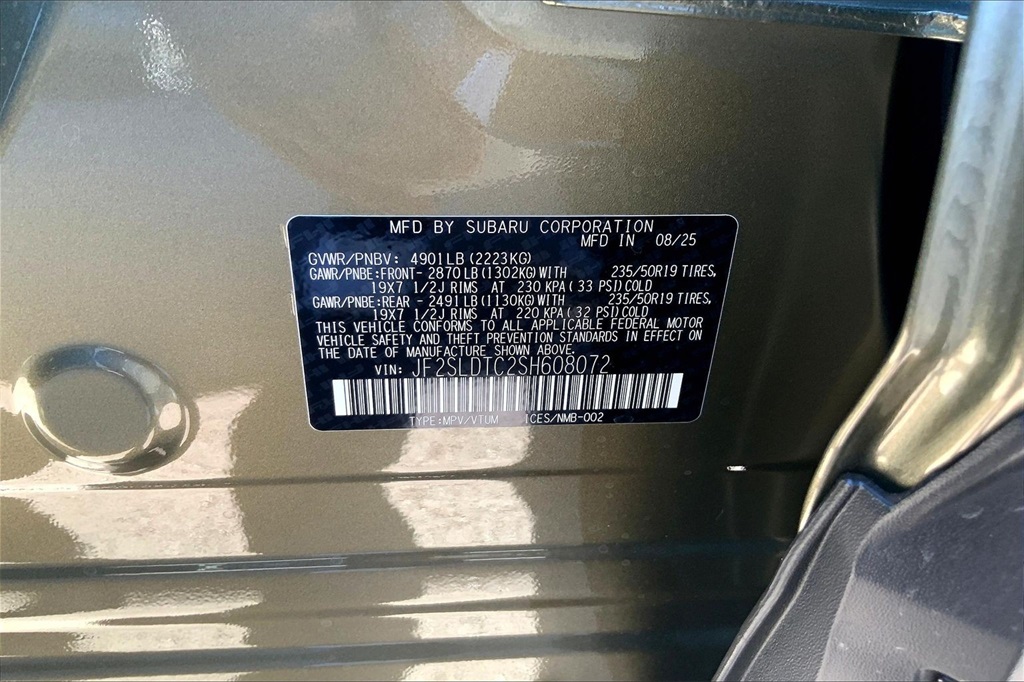 MFD BY SUBARU CORPORATION
MFD IN 08/25
GVWR/PNBV: 4901LB (2223KG)
GAWR/PNBE:FRONT- 2870LB(1302KG)WITH 235/50R19 TIRES,
19X7 1/2J RIMS AT 230 KPA(33 PSI)COLD
GAWR/PNBE:REAR - 2491LB(1130KG)WITH 235/50R19 TIRES,
19X7 1/2J RIMS AT 220 KPA(32 PSI)COLD
THIS VEHICLE CONFORMS TO ALL APPLICABLE FEDERAL MOTOR
VEHICLE SAFETY AND THEFT PREVENTION STANDARDS IN EFFECT ON
THE DATE OF MANUFACTURE SHOWN ABOVE.
VIN: JF2SLDTC2SH608072
TYPE:MPV/VTUM ICES/NMB-002